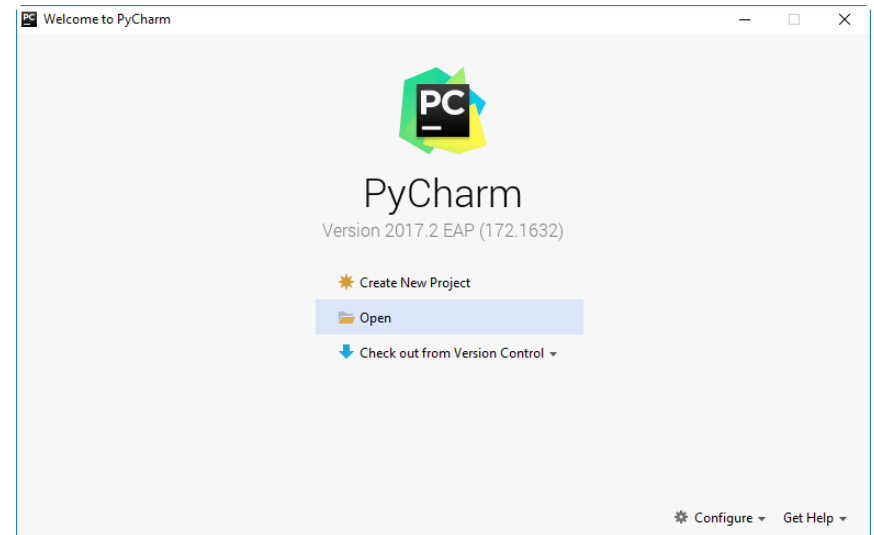 Welcome to PyCharm
PC
PyCharm
Version 2017.2 EAP (172.1632)
Create New Project
Open
Check out from Version Control
Configure Get Help